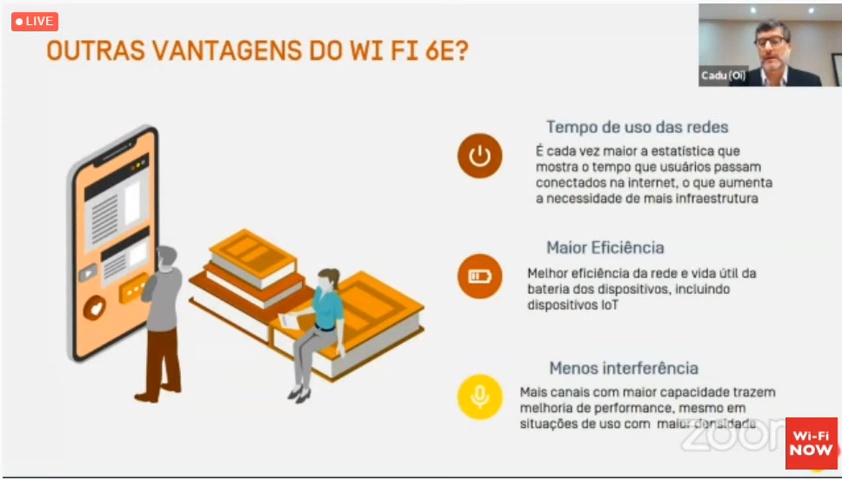 LIVE
OUTRAS VANTAGENS DO WI FI 6E?
Cadu (Oi)
Tempo de uso das redes
É cada vez maior a estatística que
mostra o tempo que usuários passam
conectados na internet, o que aumenta
a necessidade de mais infraestrutura
Maior Eficiência
Melhor eficiência da rede e vida útil da
bateria dos dispositivos, incluindo
dispositivos IoT
Menos interferência
Mais canais com maior capacidade trazem
melhoria de performance, mesmo em
situações de uso com maior densidade
zoom
Wi-Fi
NOW